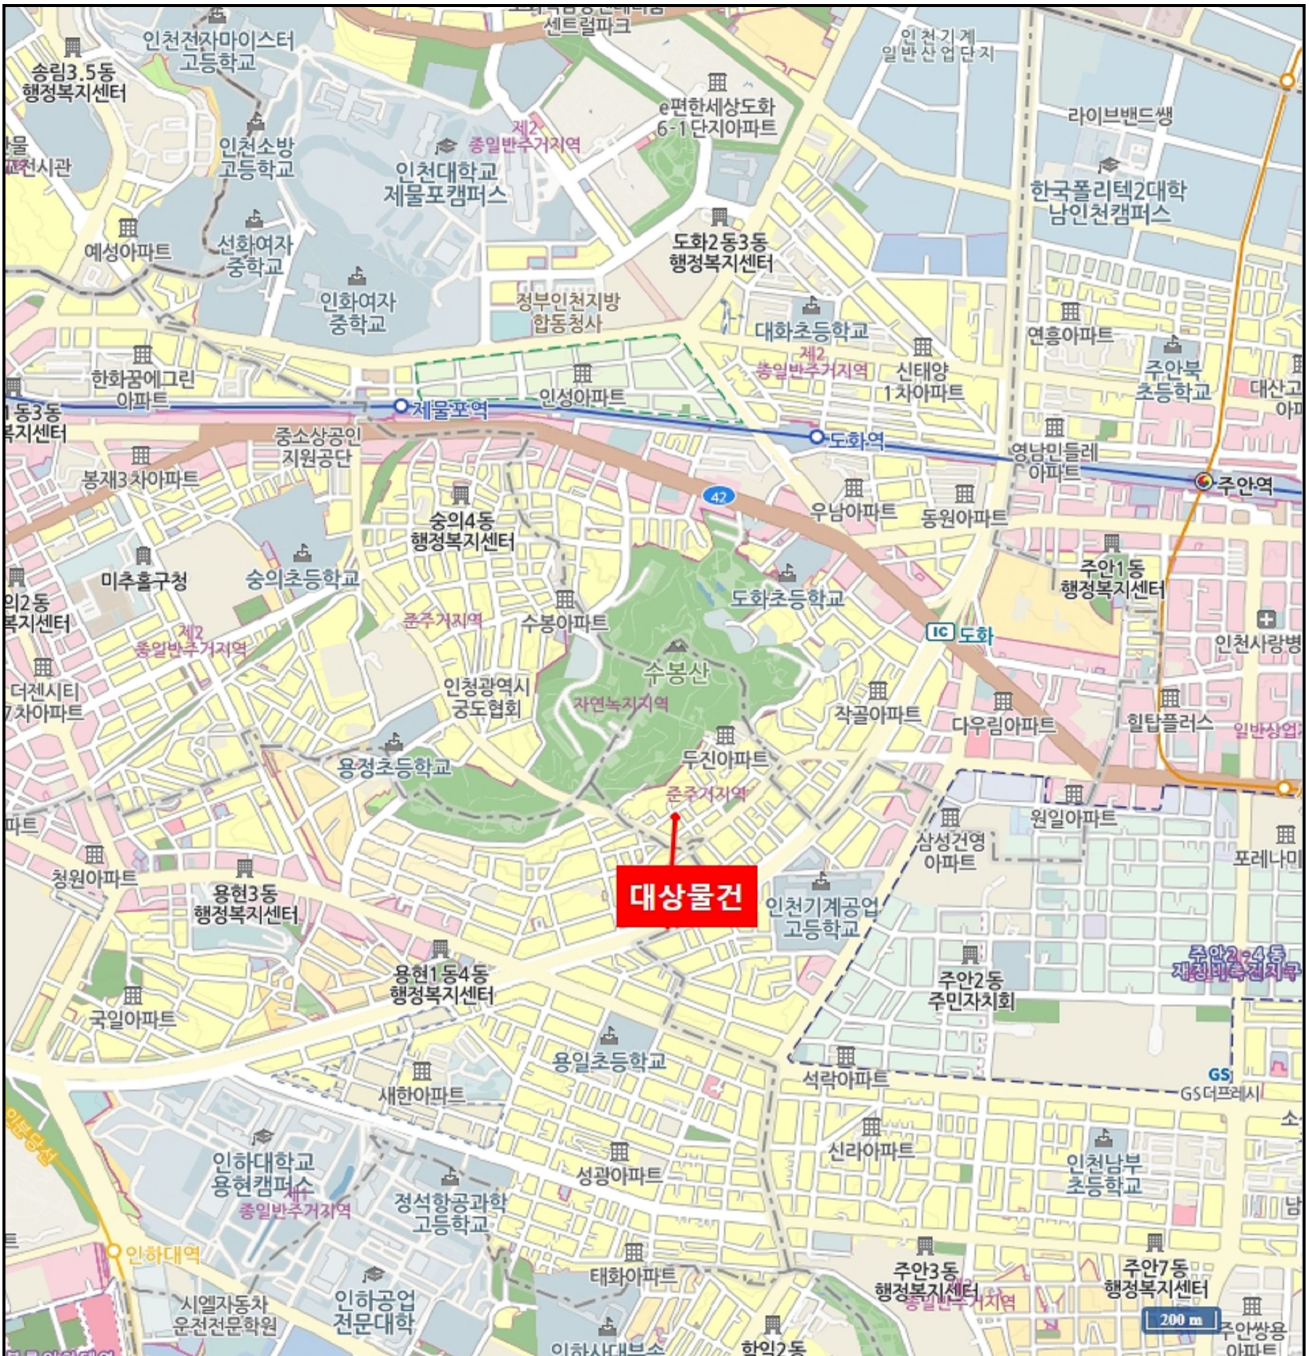 센트럴파크
인천전자마이스터
고등학교
인천기계
일반산업단지
송림3.5동
행정복지센터
e편한세상도화
6-1단지아파트
라이브밴드쌩
제2
종일반주거지역
인천소방
고등학교
인천대학교
제물포캠퍼스
한국폴리텍2대학
남인천캠퍼스
예성아파트
선화여자
중학교
도화2동3동
행정복지센터
인화여자
중학교
정부인천지방
합동청사
대화초등학교
연흥아파트
제2
종일반주거지역
신태양
1차아파트
주안북
초등학교
한화꿈에그린
아파트
인성아파트
제물포역
중소상공인
지원공단
도화역
영남민들레
아파트
봉재3차아파트
42
주안역
우남아파트
동원아파트
숭의4동
행정복지센터
미추홀구청
숭의초등학교
도화초등학교
주안1동
행정복지센터
준주거지역
수봉아파트
IC 도화
제2
종일반주거지역
수봉산
더젠시티
7차아파트
인천광역시
궁도협회
자연녹지지역
작골아파트
다우림아파트
힐탑플러스
용정초등학교
두진아파트
준주거지역
원일아파트
삼성건영
아파트
청원아파트
용현3동
행정복지센터
대상물건
인천기계공업
고등학교
용현1동4동
행정복지센터
주안2동
주민자치회
국일아파트
용일초등학교
새한아파트
석락아파트
GS
GS더프레시
신라아파트
성광아파트
인하대학교
용현캠퍼스
종일반주거지역
정석항공과학
고등학교
인천남부
초등학교
인하대역
태화아파트
주안3동
행정복지센터
종일반주거지역
주안7동
행정복지센터
시엘자동차
운전전문학원
인하공업
전문대학
200 m
주안쌍용
아파트
학익2동